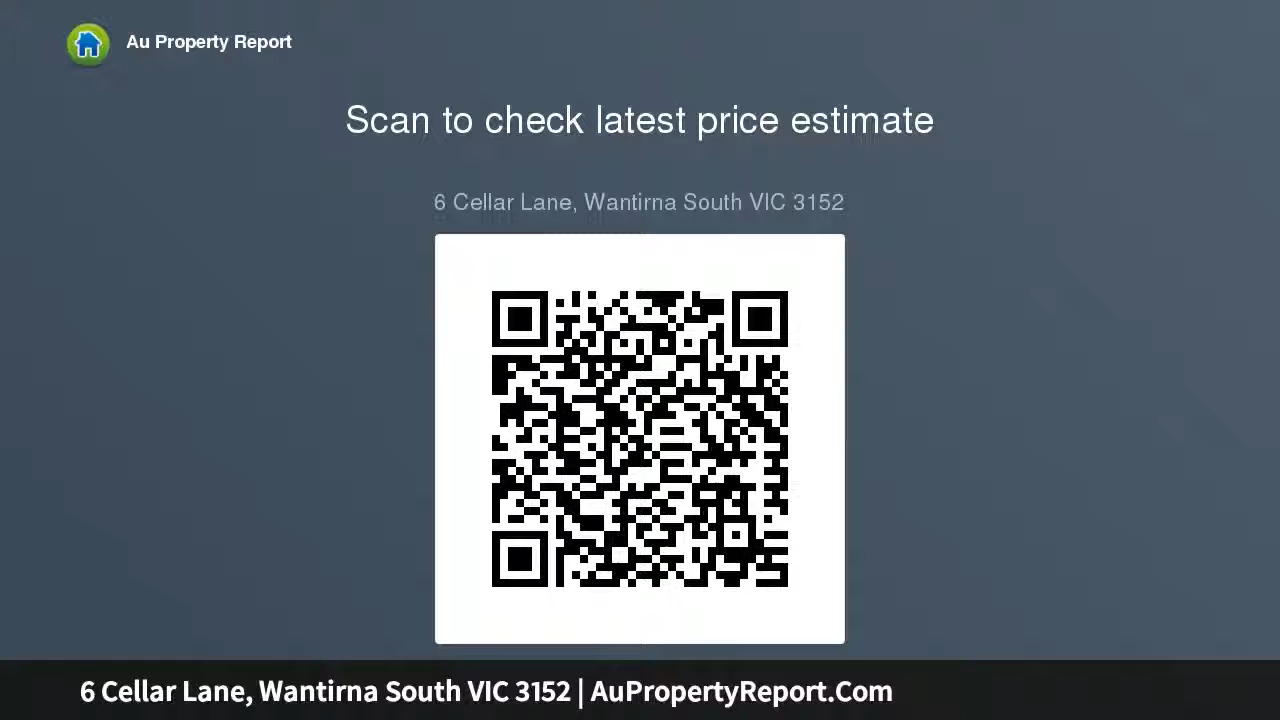 Au Property Report
Scan to check latest price estimate
6 Cellar Lane, Wantirna South VIC 3152
6 Cellar Lane, Wantirna South VIC 3152 | AuPropertyReport.Com